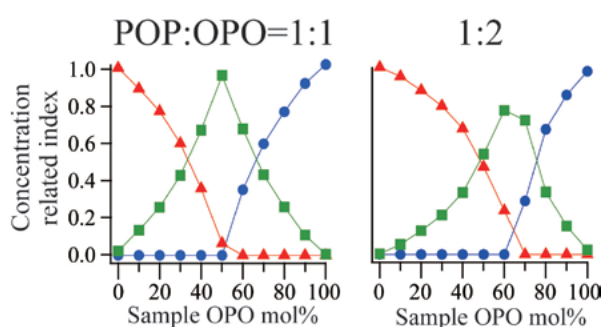 POP:OPO=1:1
1:2
Concentration
related index
1.0
0.8
0.6
0.4
0.2
0.0
0 20 40 60 80 100
0 20 40 60 80 100
Sample OPO mol%
Sample OPO mol%